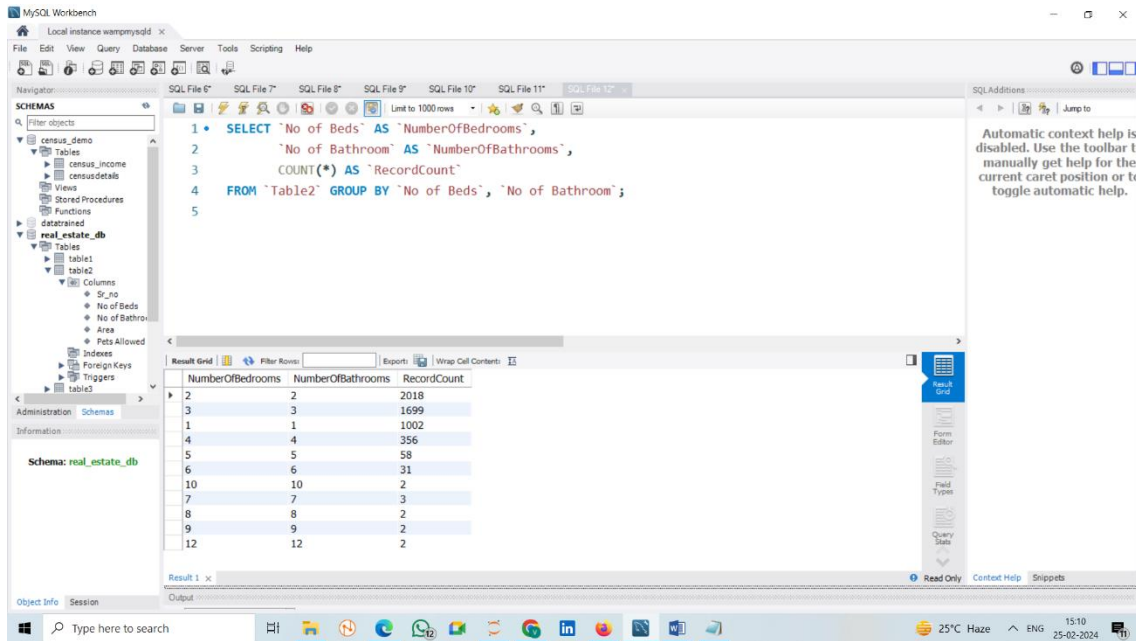 MySQL Workbench
Local instance wampmysqld ×
File Edit View Query Database Server Tools Scripting Help
Navigator
SQL File 6* SQL File 7* SQL File 8* SQL File 9* SQL File 10* SQL File 11* SQL File 12* ×
SQLAdditions
SCHEMAS
Limit to 1000 rows
Jump to
Filter objects
census_demo
Tables
census_income
censusdetails
Views
Stored Procedures
Functions
datatrained
real_estate_db
Tables
table1
table2
Columns
Sr_no
No of Beds
No of Bathro
Area
Pets Allowed
Indexes
Foreign Keys
Triggers
table3
Administration Schemas
Information
Schema: real_estate_db
Object Info Session
1 SELECT `No of Beds` AS `NumberOfBedrooms`,
2 `No of Bathroom` AS `NumberOfBathrooms`,
3 COUNT(*) AS `RecordCount`
4 FROM `Table2` GROUP BY `No of Beds`, `No of Bathroom`;
5
Automatic context help is
disabled. Use the toolbar t
manually get help for the
current caret position or to
toggle automatic help.
Result Grid Filter Rows: Export: Wrap Cell Content:
NumberOfBedrooms NumberOfBathrooms RecordCount
2 2 2018
3 3 1699
1 1 1002
4 4 356
5 5 58
6 6 31
10 10 2
7 7 3
8 8 2
9 9 2
12 12 2
Result
Grid
Form
Editor
Field
Types
Query
Stats
Result 1 ×
Read Only Context Help Snippets
Output
Type here to search
12
25°C Haze
ENG
15:10
25-02-2024